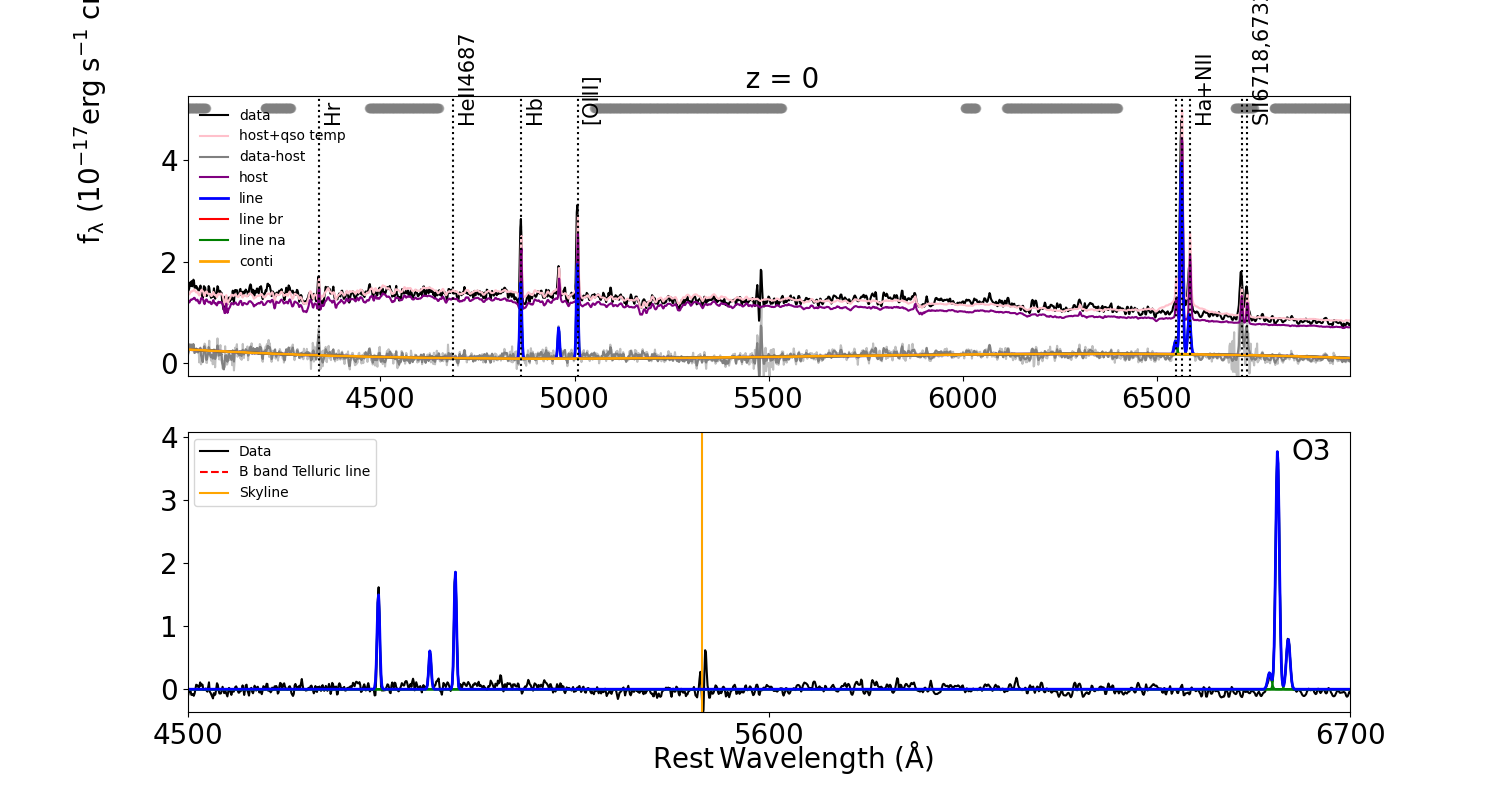 z = 0
f_λ (10^−17 erg s^−1
Hr
HeII4687
Hb
[OIII]
Ha+NII
SII6718,673
data
host+qso temp
data-host
host
line
line br
line na
conti
4
2
0
4500
5000
5500
6000
6500
Data
B band Telluric line
Skyline
O3
4
3
2
1
0
4500
5600
6700
Rest Wavelength (Å)